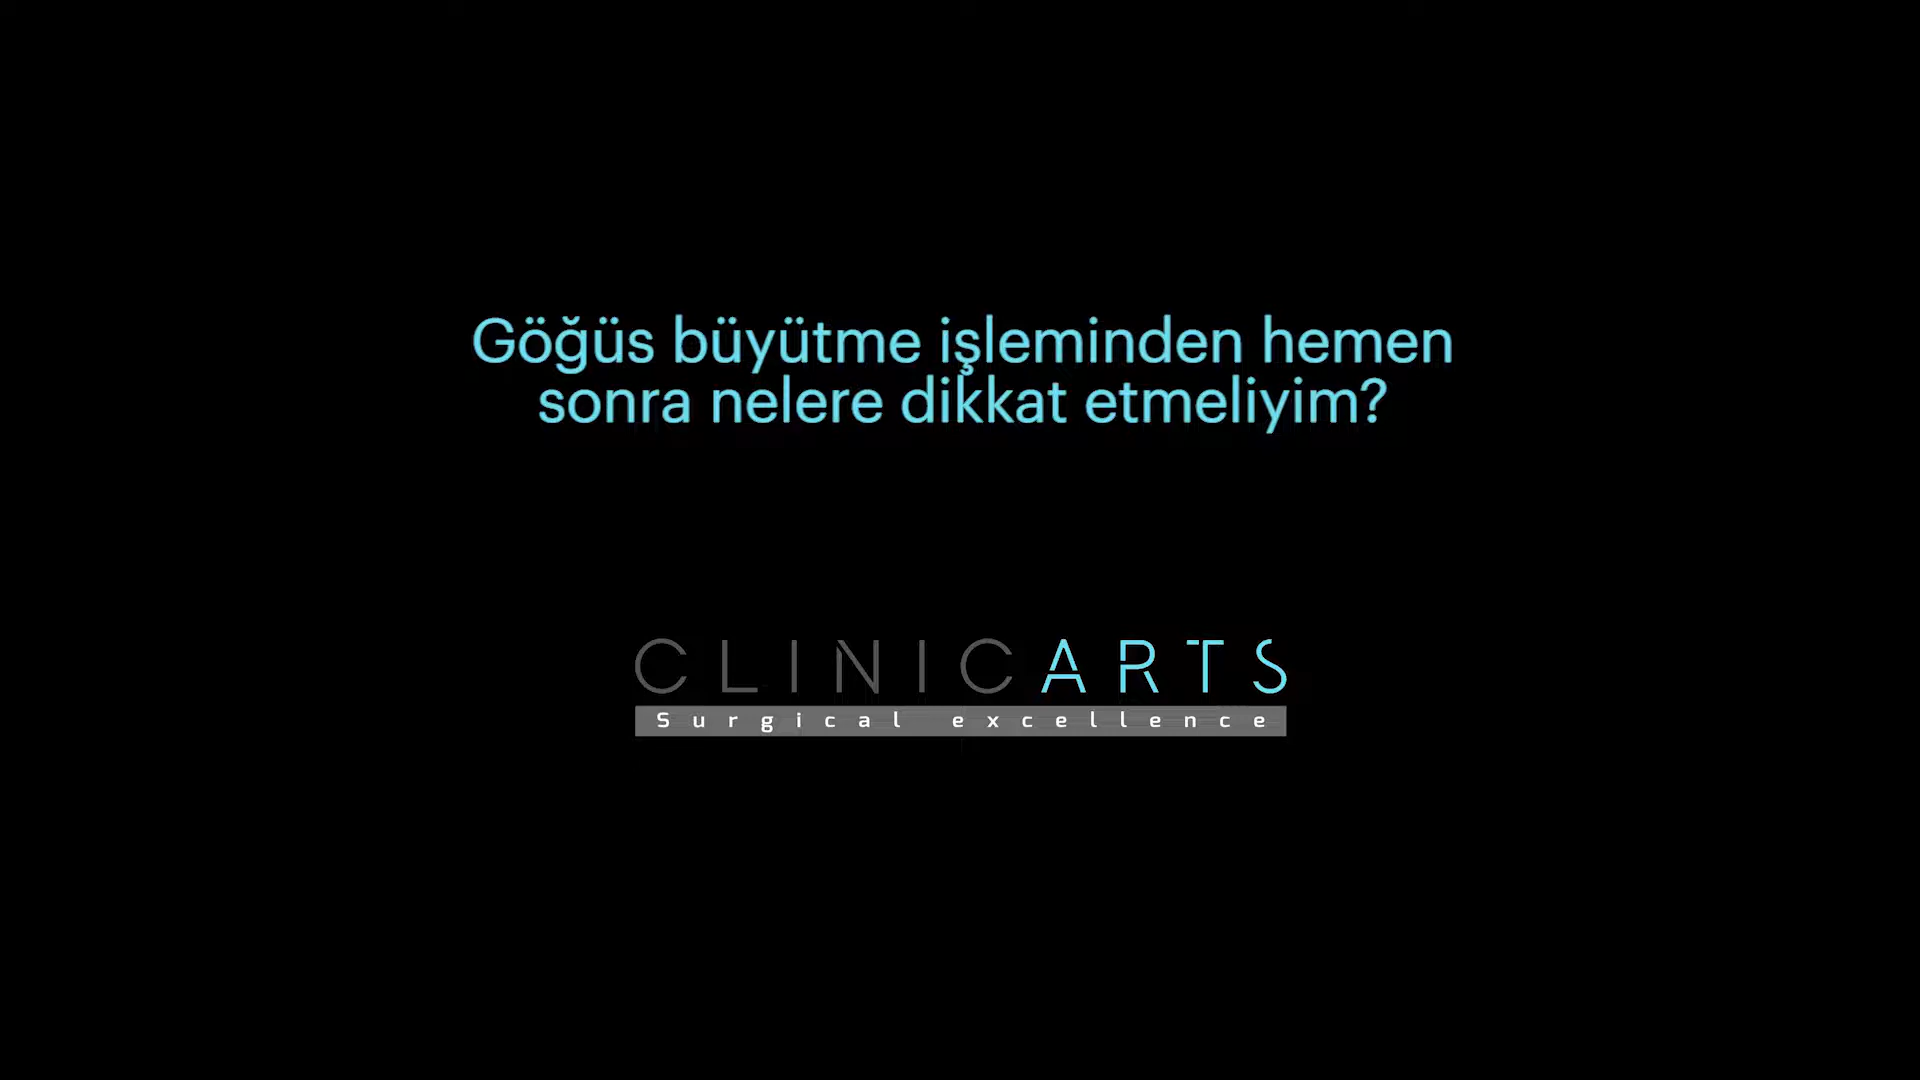 Göğüs büyütme işleminden hemen
sonra nelere dikkat etmeliyim?
CLINICARTS
Surgical excellence